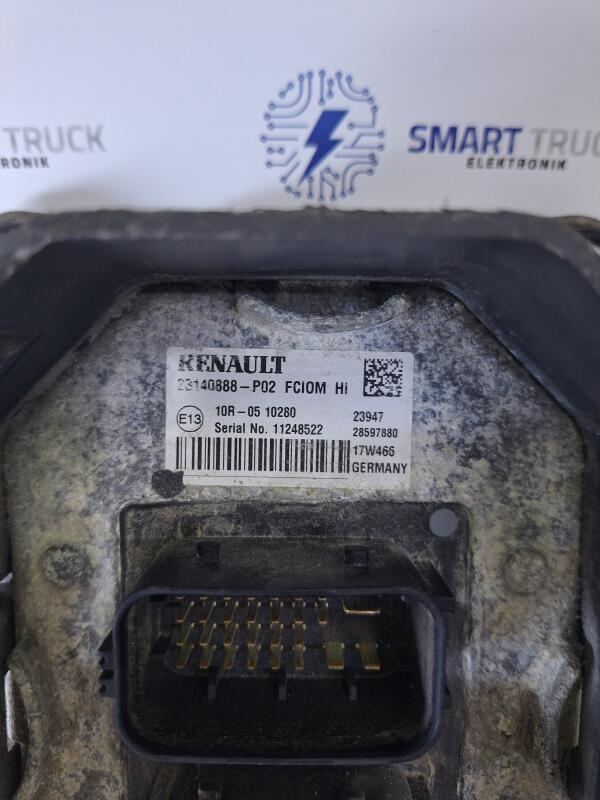 TRUCK
ONIK
SMART TRUCK
ELEKTRONIK
RENAULT
23140888-P02 FCIOM Hi
E13
10R-05 10280
23947
Serial No. 11248522
28597880
17W466
GERMANY